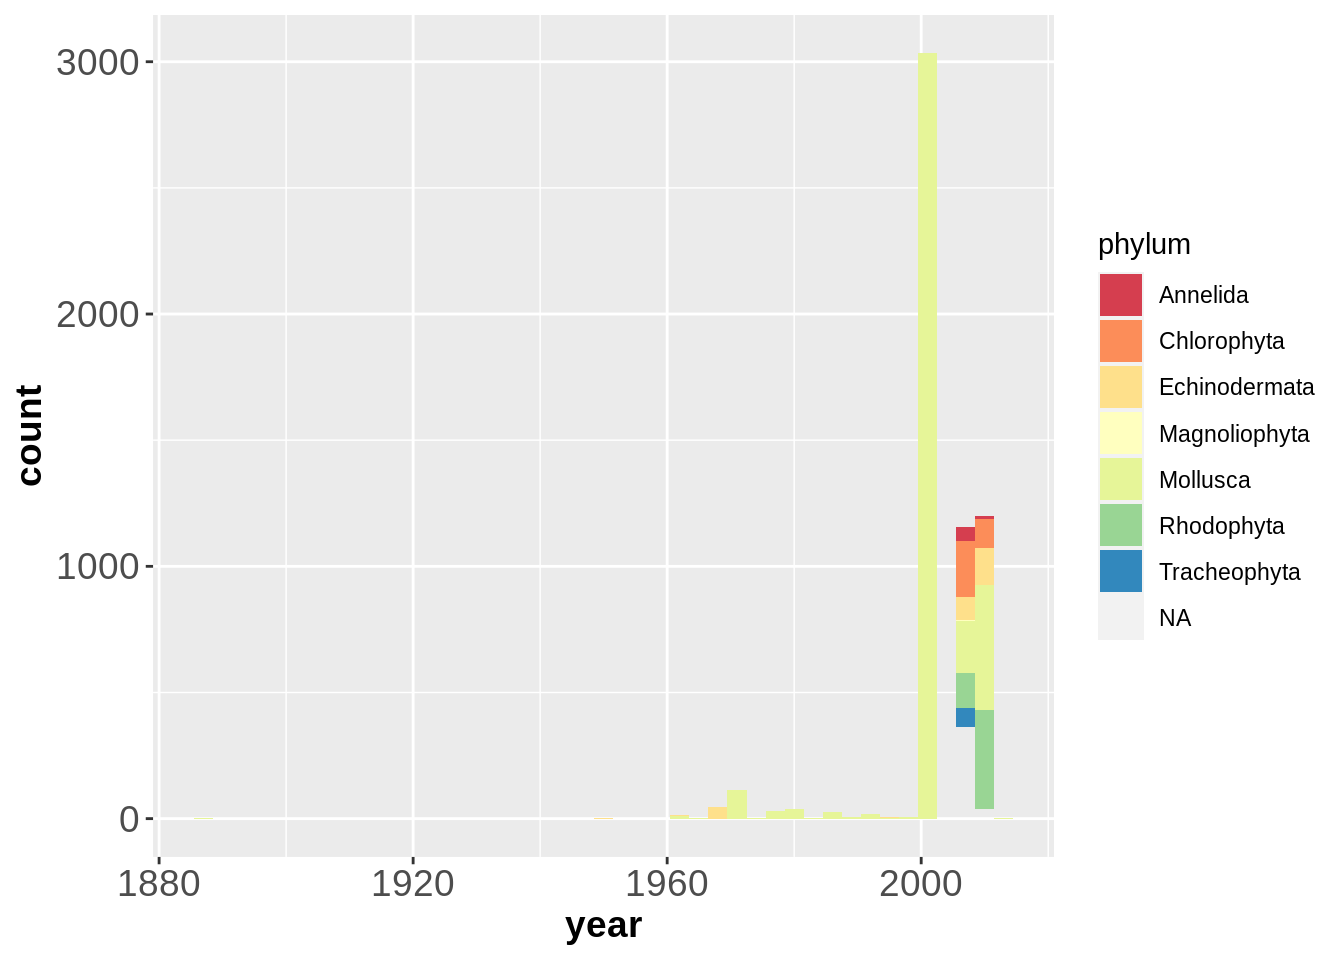 3000
2000
1000
0
count
1880 1920 1960 2000
year
phylum
Annelida
Chlorophyta
Echinodermata
Magnoliophyta
Mollusca
Rhodophyta
Tracheophyta
NA